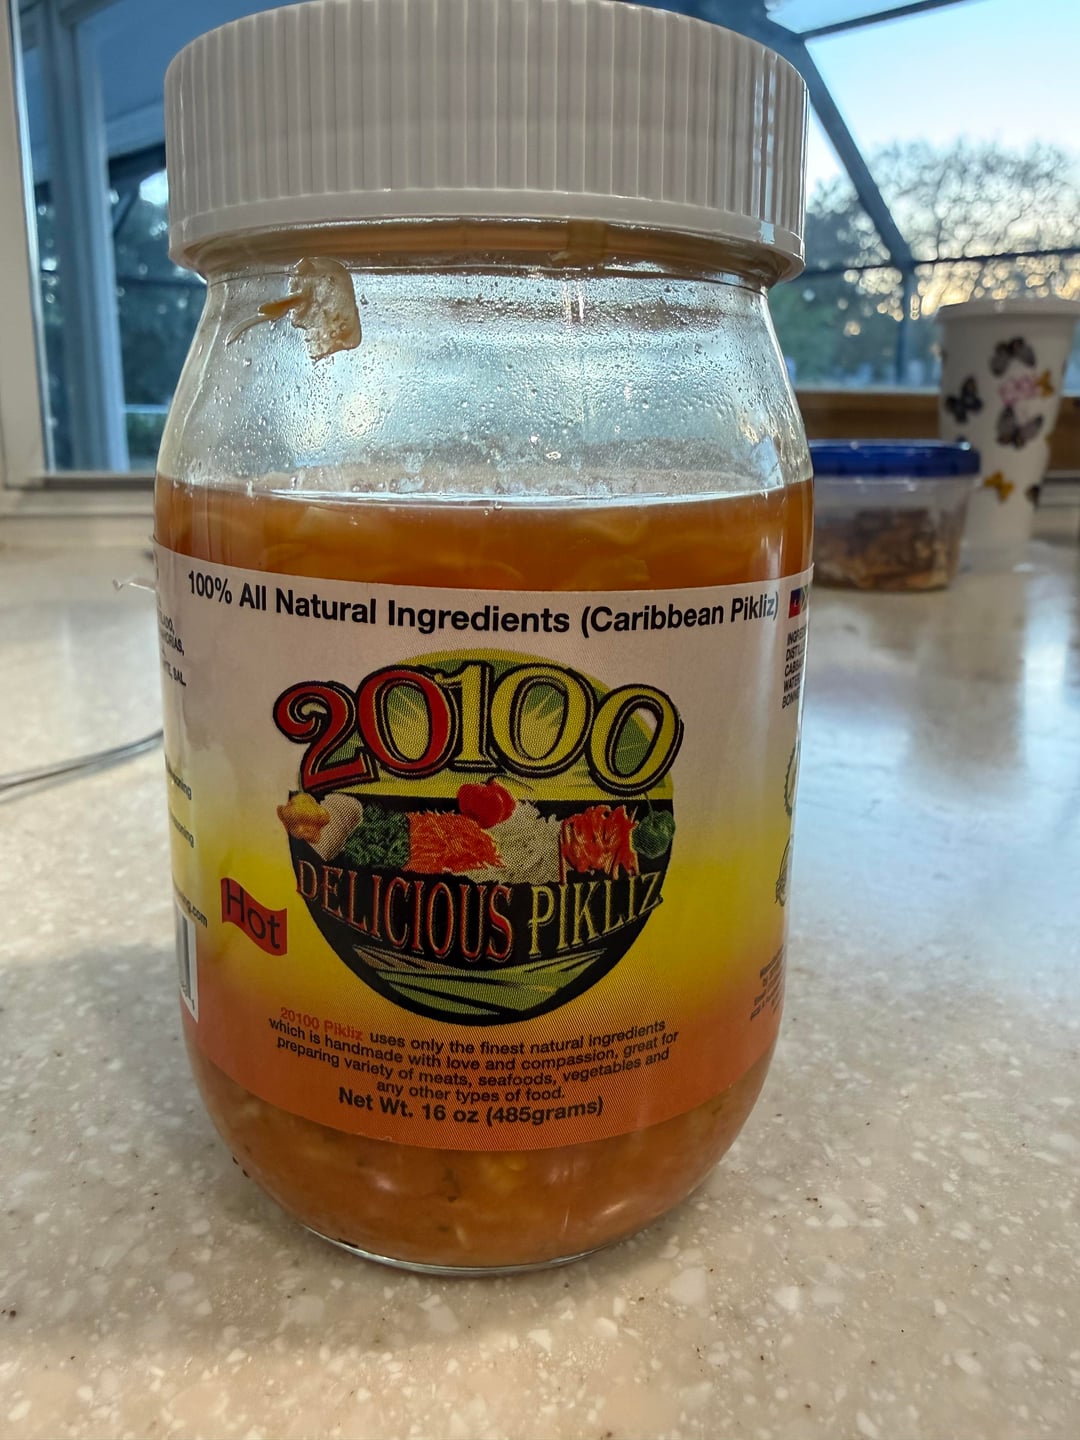 100% All Natural Ingredients (Caribbean Pikliz)
20100
DELICIOUS PIKLIZ
Hot
20100 Pikliz uses only the finest natural ingredients
which is handmade with love and compassion, great for
preparing variety of meats, seafoods, vegetables and
any other types of food.
Net Wt. 16 oz (485grams)